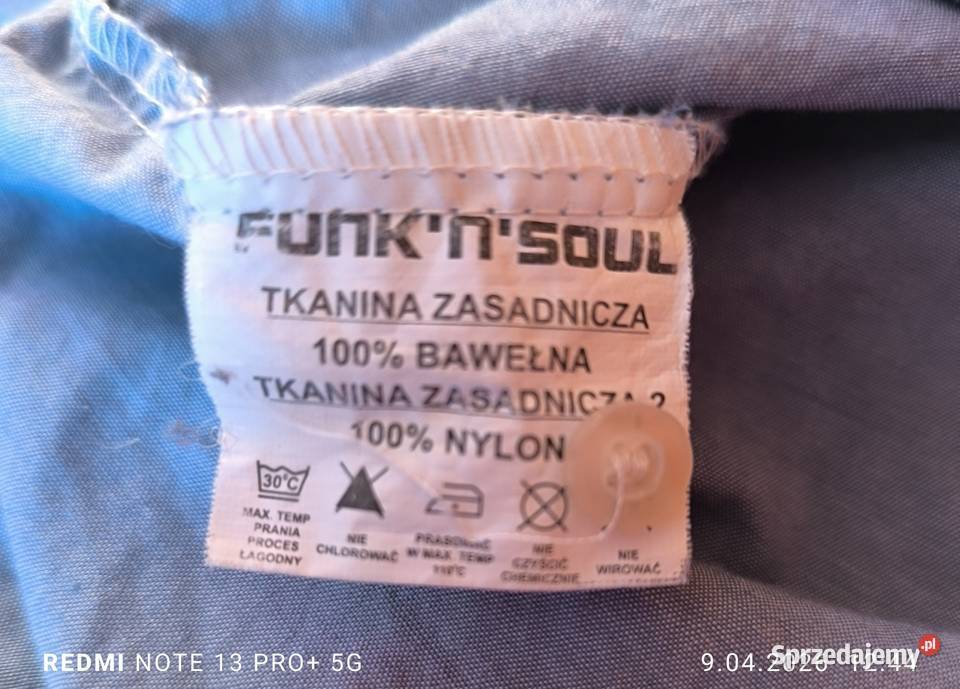 FUNK'N'SOUL
TKANINA ZASADNICZA
100% BAWEŁNA
TKANINA ZASADNICZA 2
100% NYLON
30°C
MAX. TEMP
PRANIA
PROCES
ŁAGODNY
NIE
CHLOROWAĆ
PRASOWAĆ
W MAX. TEMP
110°C
NIE
CZYŚCIĆ
CHEMICZNIE
NIE
WIROWAĆ
REDMI NOTE 13 PRO+ 5G
9.04.2026 12:44
Sprzedajemy.pl